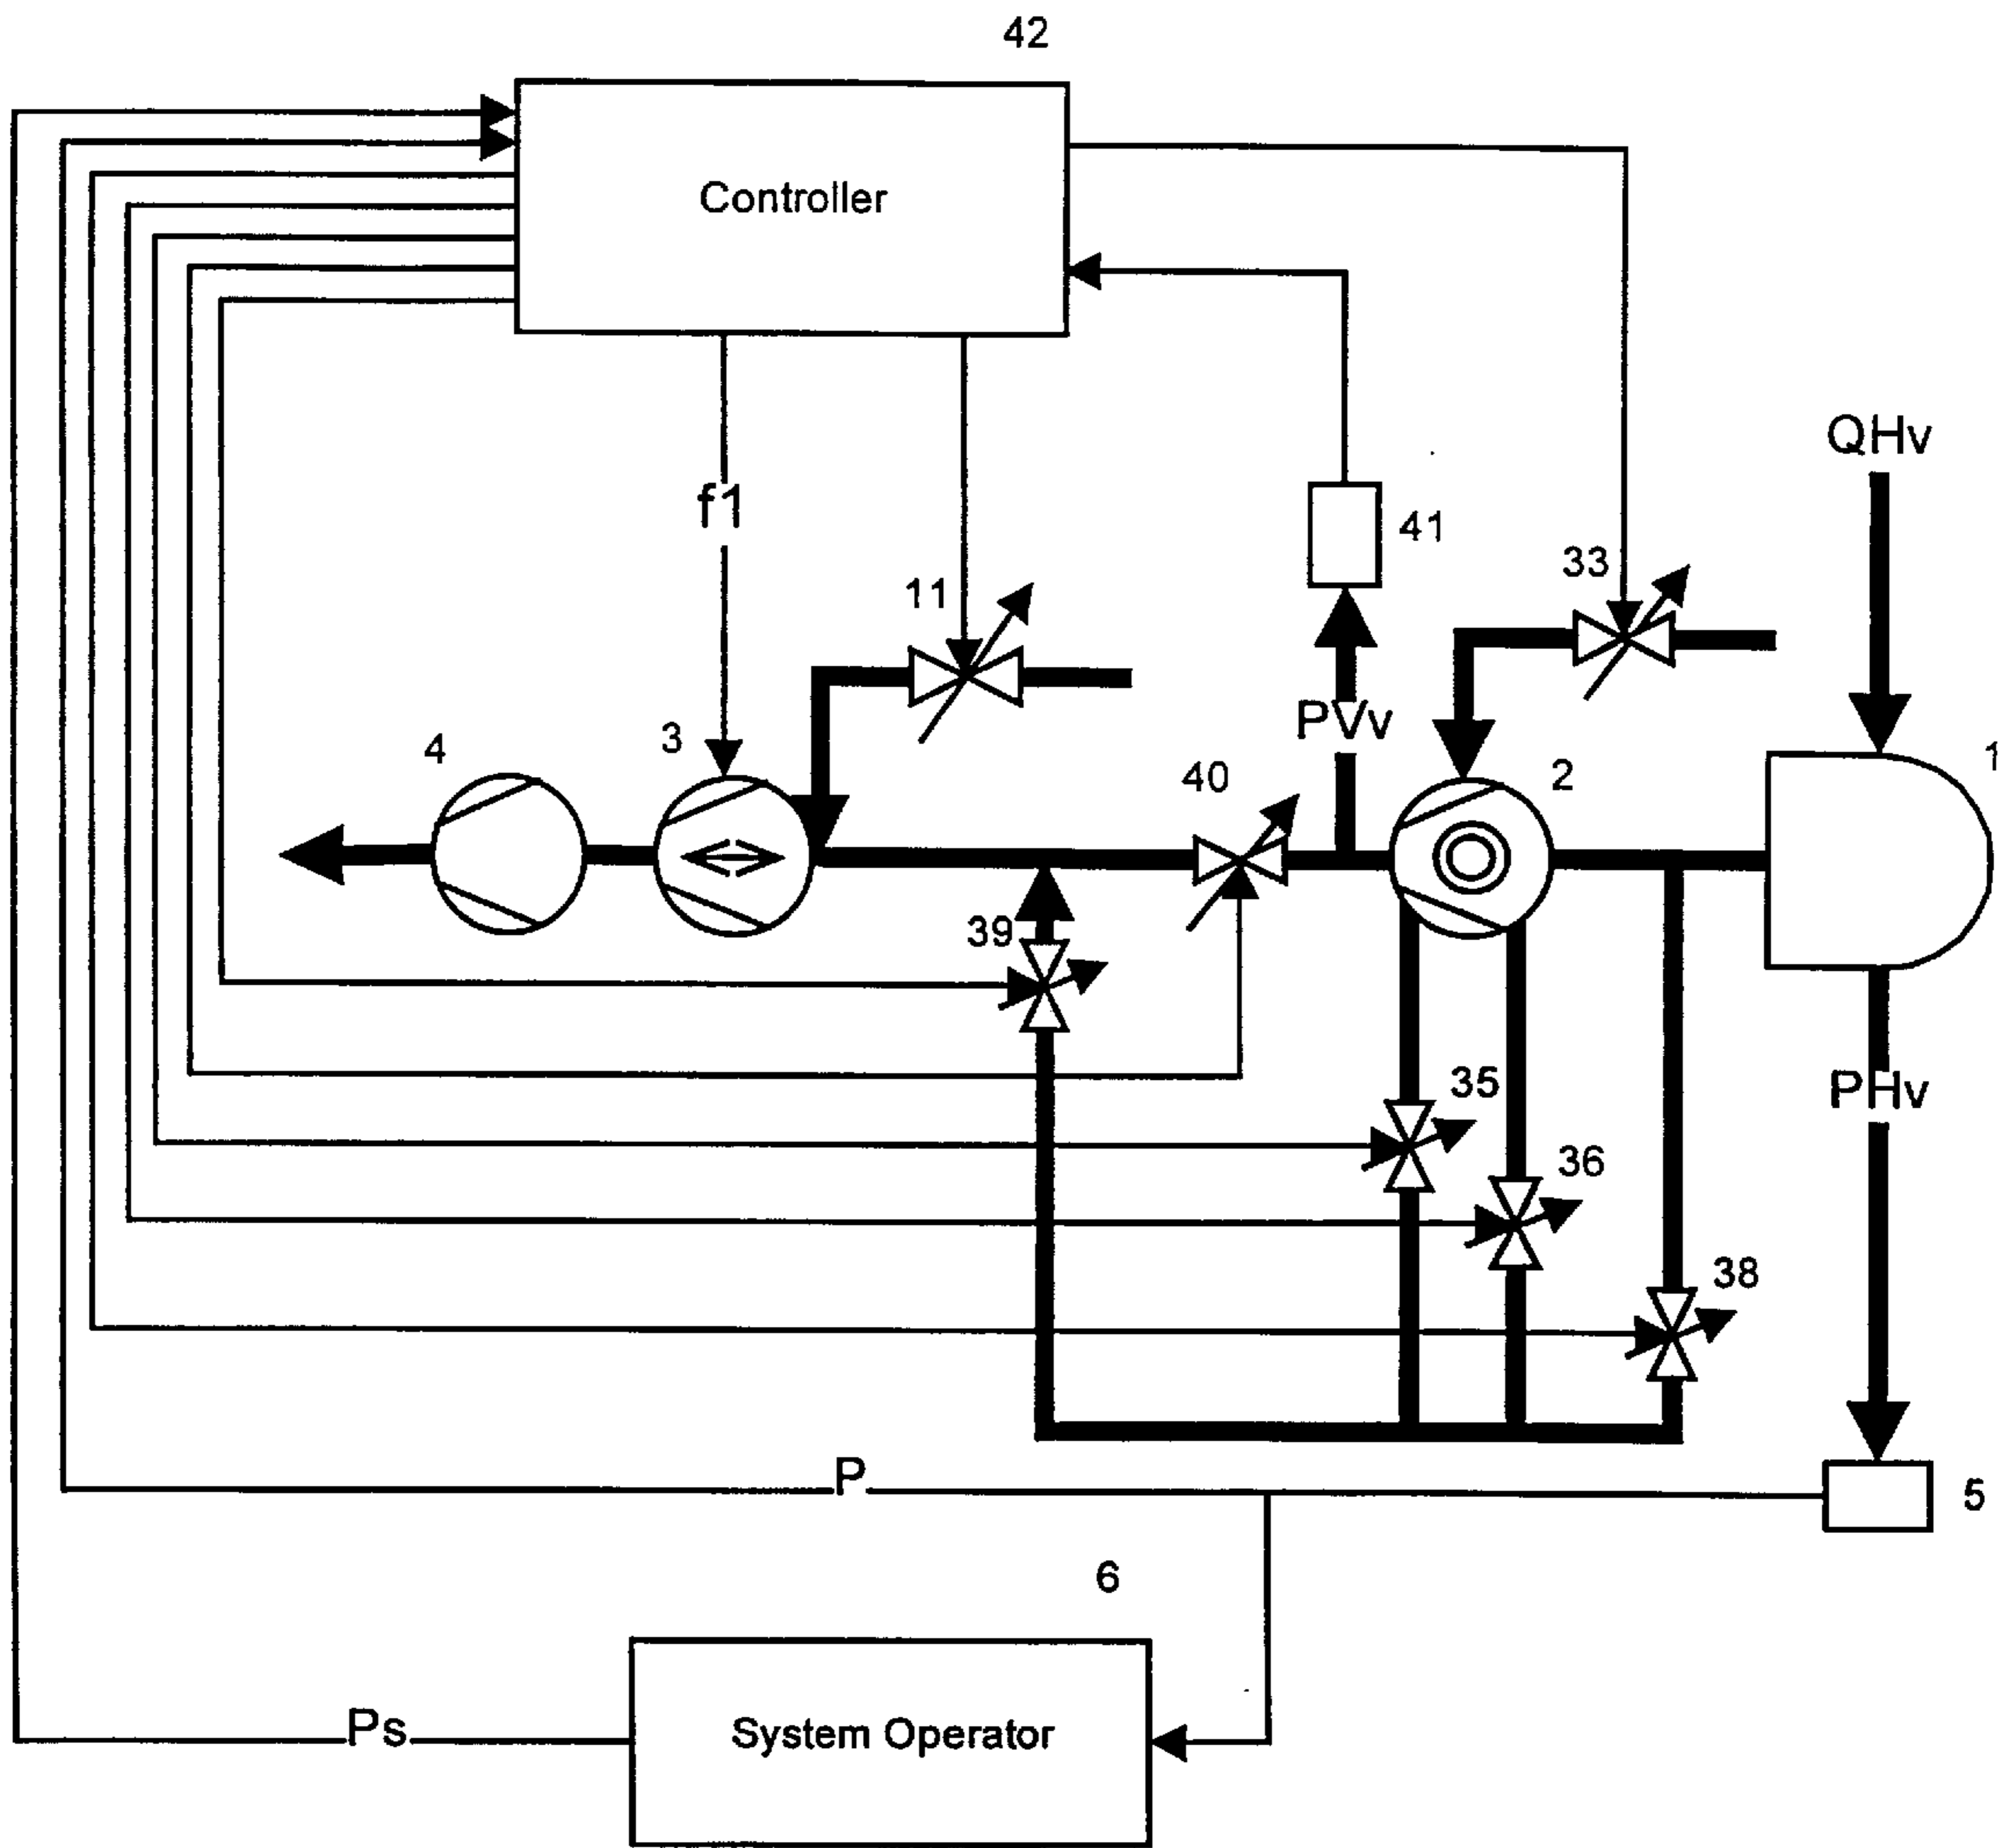 42
Controller
QHv
f1
41
33
11
PVv
4
3
40
2
1
39
35
PHv
36
38
P
5
6
Ps
System Operator